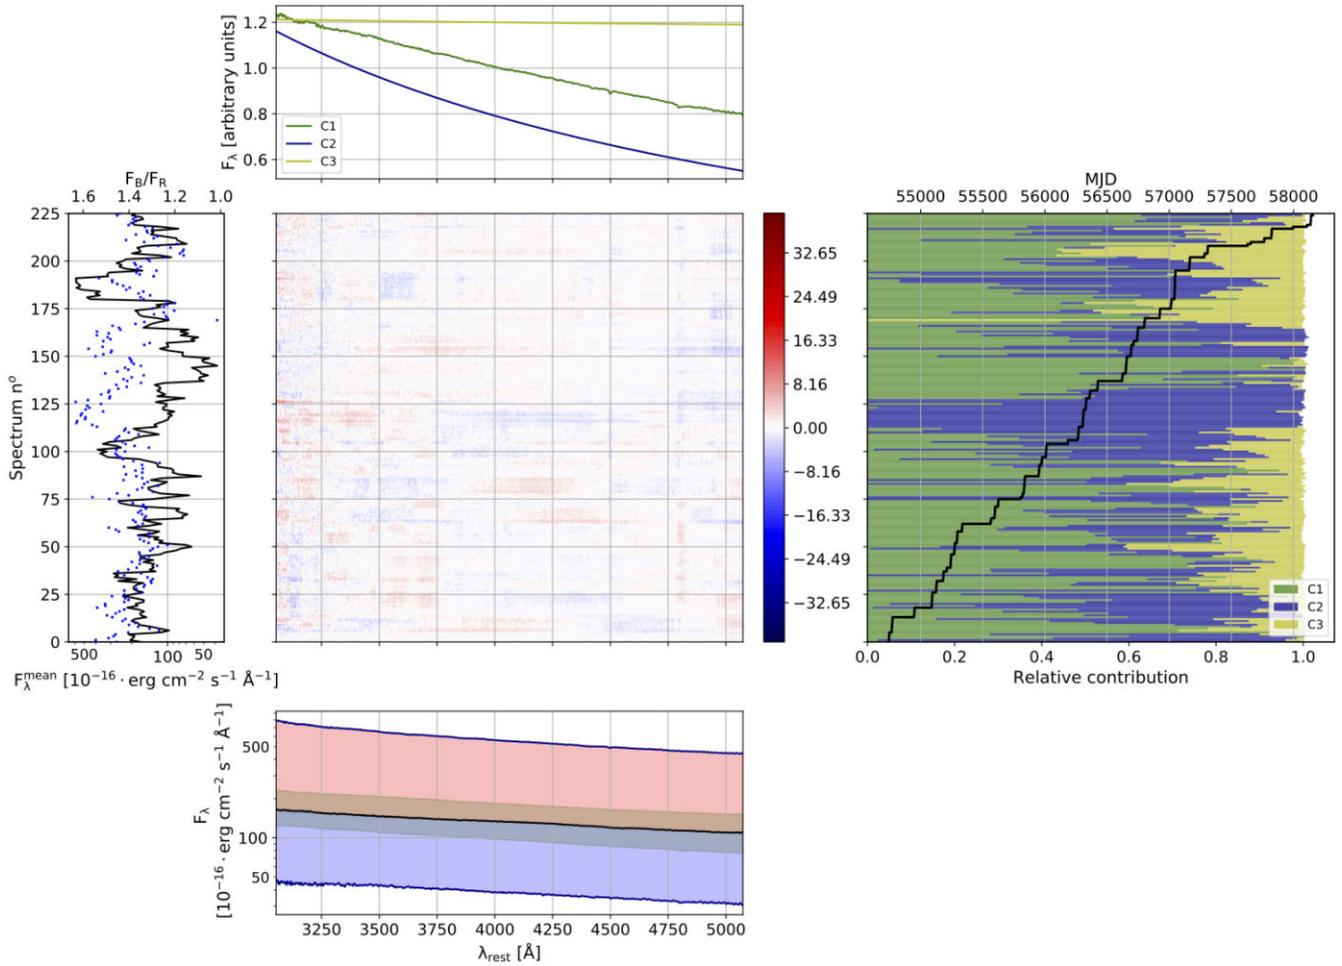 F_λ [arbitrary units]
1.2
1.0
0.8
0.6
C1
C2
C3
F_B/F_R
1.6 1.4 1.2 1.0
MJD
55000 55500 56000 56500 57000 57500 58000
Spectrum nº
225
200
175
150
125
100
75
50
25
0
500 100 50
F_λ^mean [10^−16 · erg cm^−2 s^−1 Å^−1]
32.65
24.49
16.33
8.16
0.00
−8.16
−16.33
−24.49
−32.65
C1
C2
C3
0.0 0.2 0.4 0.6 0.8 1.0
Relative contribution
F_λ
[10^−16 · erg cm^−2 s^−1 Å^−1]
500
100
50
3250 3500 3750 4000 4250 4500 4750 5000
λ_rest [Å]